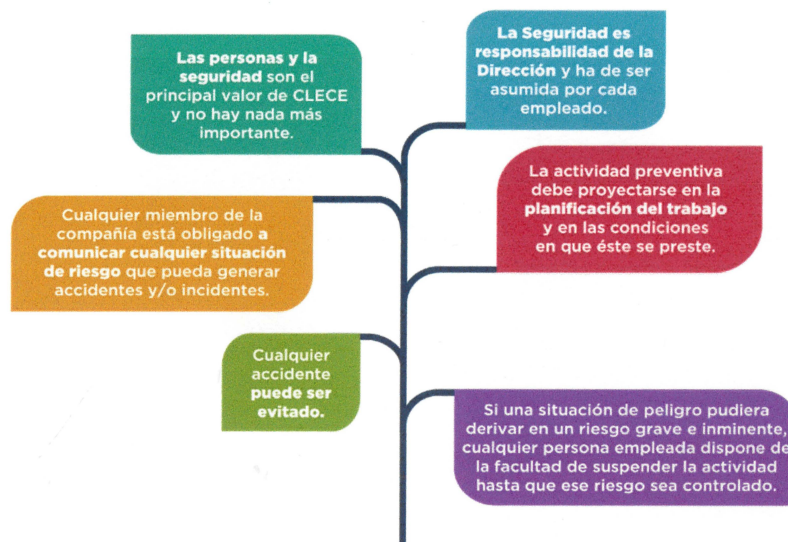 Las personas y la
seguridad son el
principal valor de CLECE
y no hay nada más
importante.
La Seguridad es
responsabilidad de la
Dirección y ha de ser
asumida por cada
empleado.
Cualquier miembro de la
compañía está obligado a
comunicar cualquier situación
de riesgo que pueda generar
accidentes y/o incidentes.
La actividad preventiva
debe proyectarse en la
planificación del trabajo
y en las condiciones
en que éste se preste.
Cualquier
accidente
puede ser
evitado.
Si una situación de peligro pudiera
derivar en un riesgo grave e inminente,
cualquier persona empleada dispone de
la facultad de suspender la actividad
hasta que ese riesgo sea controlado.